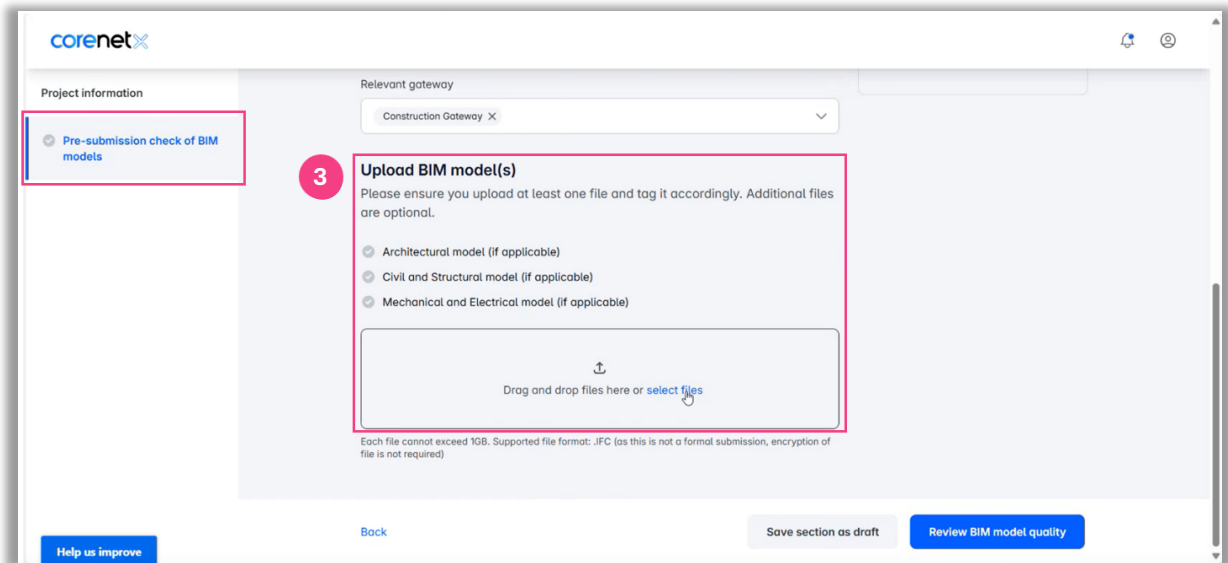 corenetx
Project information
Pre-submission check of BIM
models
Relevant gateway
Construction Gateway
3
Upload BIM model(s)
Please ensure you upload at least one file and tag it accordingly. Additional files
are optional.
Architectural model (if applicable)
Civil and Structural model (if applicable)
Mechanical and Electrical model (if applicable)
Drag and drop files here or select files
Each file cannot exceed 1GB. Supported file format: .IFC (as this is not a formal submission, encryption of
file is not required)
Back
Save section as draft
Review BIM model quality
Help us improve